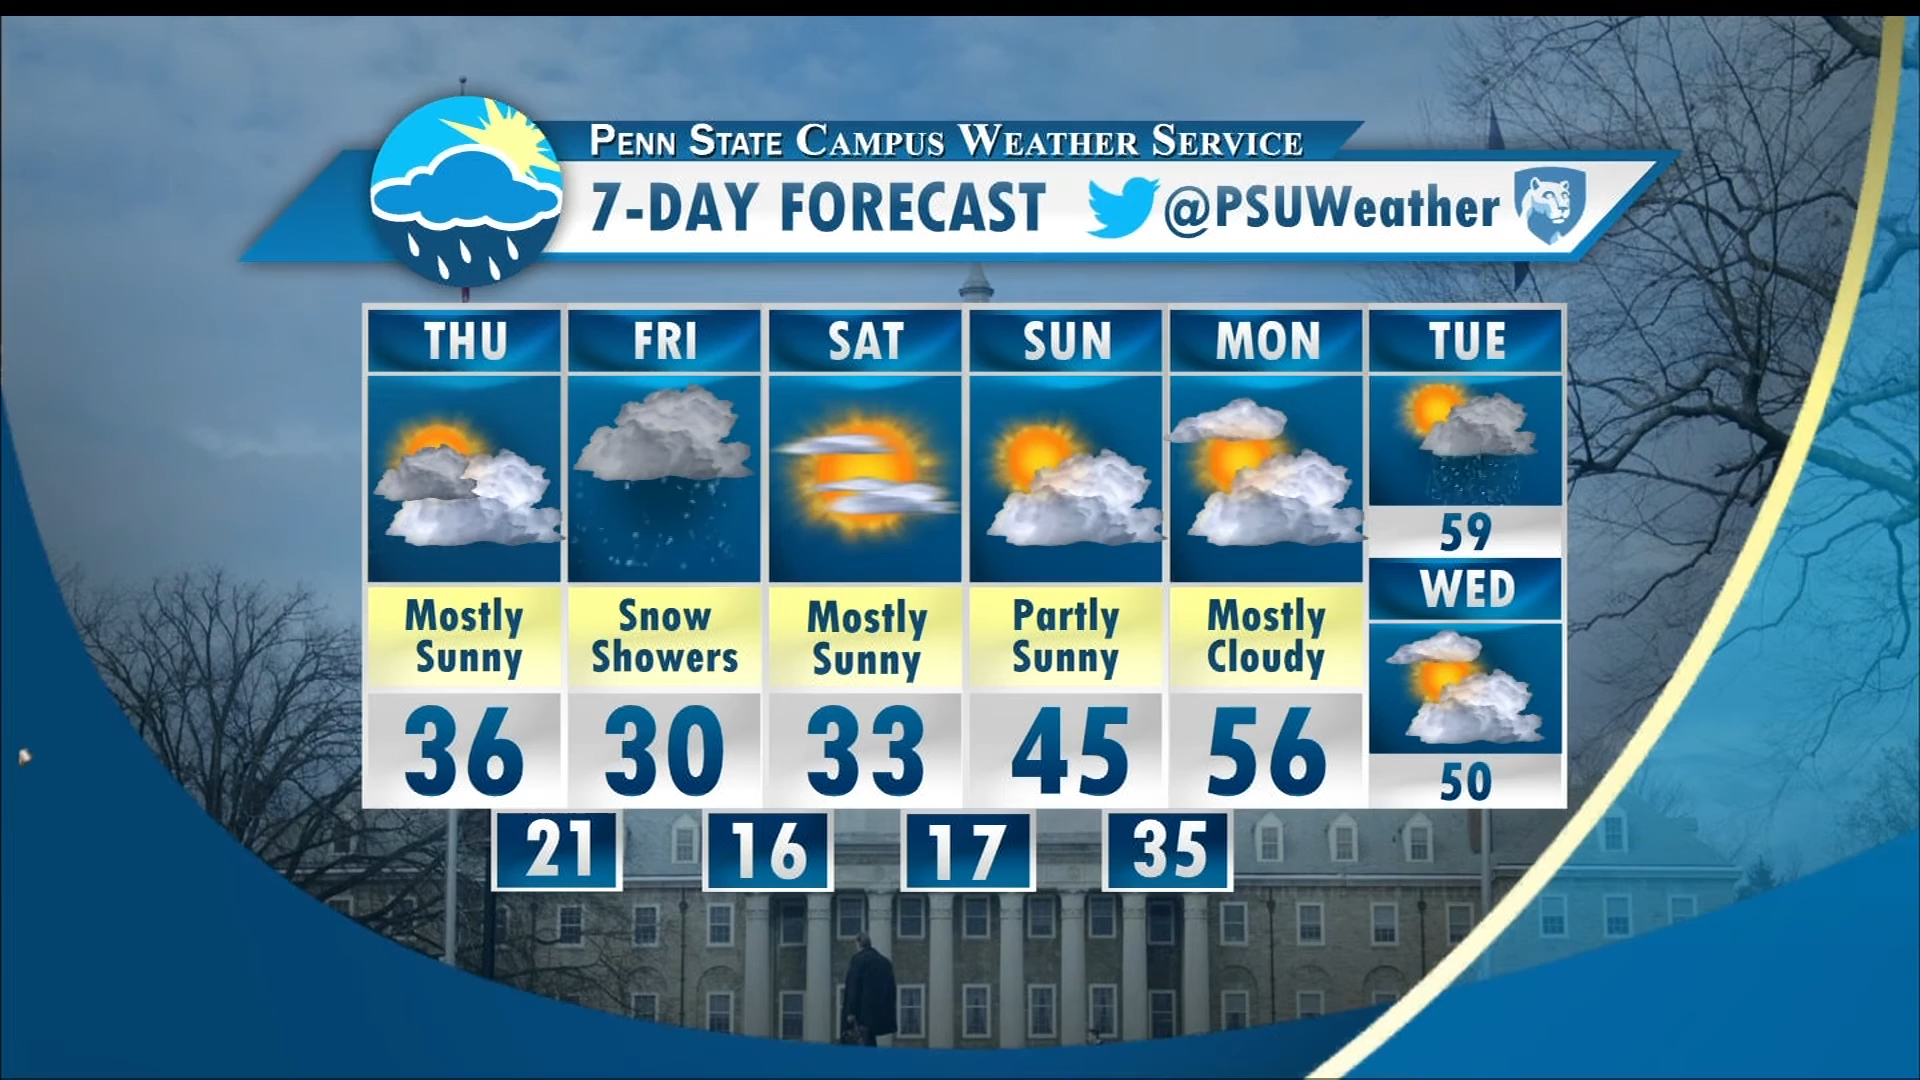 PENN STATE CAMPUS WEATHER SERVICE
7-DAY FORECAST @PSUWeather
THU FRI SAT SUN MON TUE
59
WED
Mostly Sunny
Snow Showers
Mostly Sunny
Partly Sunny
Mostly Cloudy
36 30 33 45 56 50
21 16 17 35